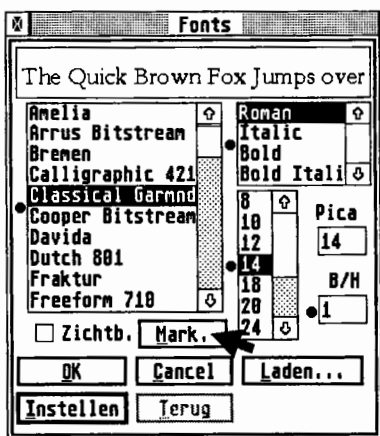 Fonts
The Quick Brown Fox Jumps over
Amelia
Arrus Bitstream
Bremen
Calligraphic 421
Classical Garmnd
Cooper Bitstream
Davida
Dutch 801
Fraktur
Freeform 710
Roman
Italic
Bold
Bold Itali
8
10
12
14
18
20
24
Pica
14
B/H
1
Zichtb.
Mark.
OK
Cancel
Laden...
Instellen
Terug